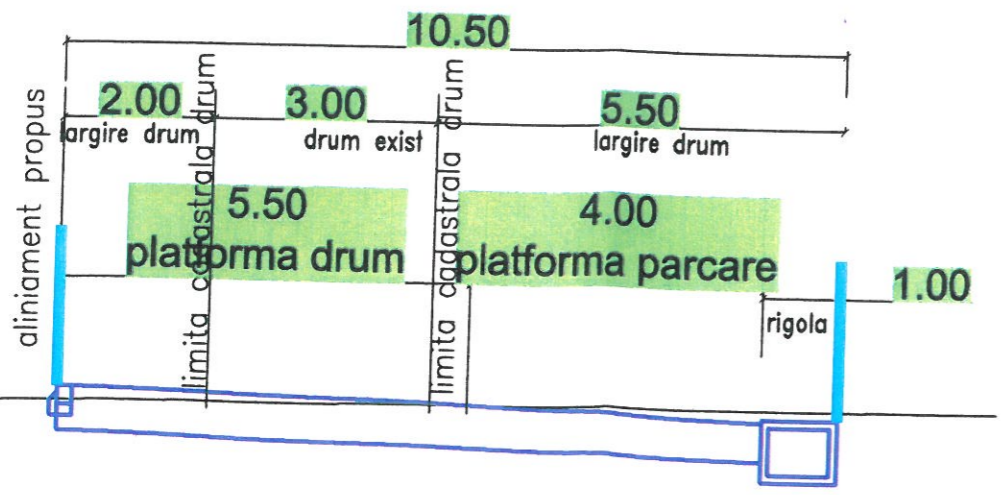 10.50
2.00
3.00
5.50
largire drum
drum exist
largire drum
aliniament propus
limita cadastrala drum
limita cadastrala drum
5.50
platforma drum
4.00
platforma parcare
1.00
rigola